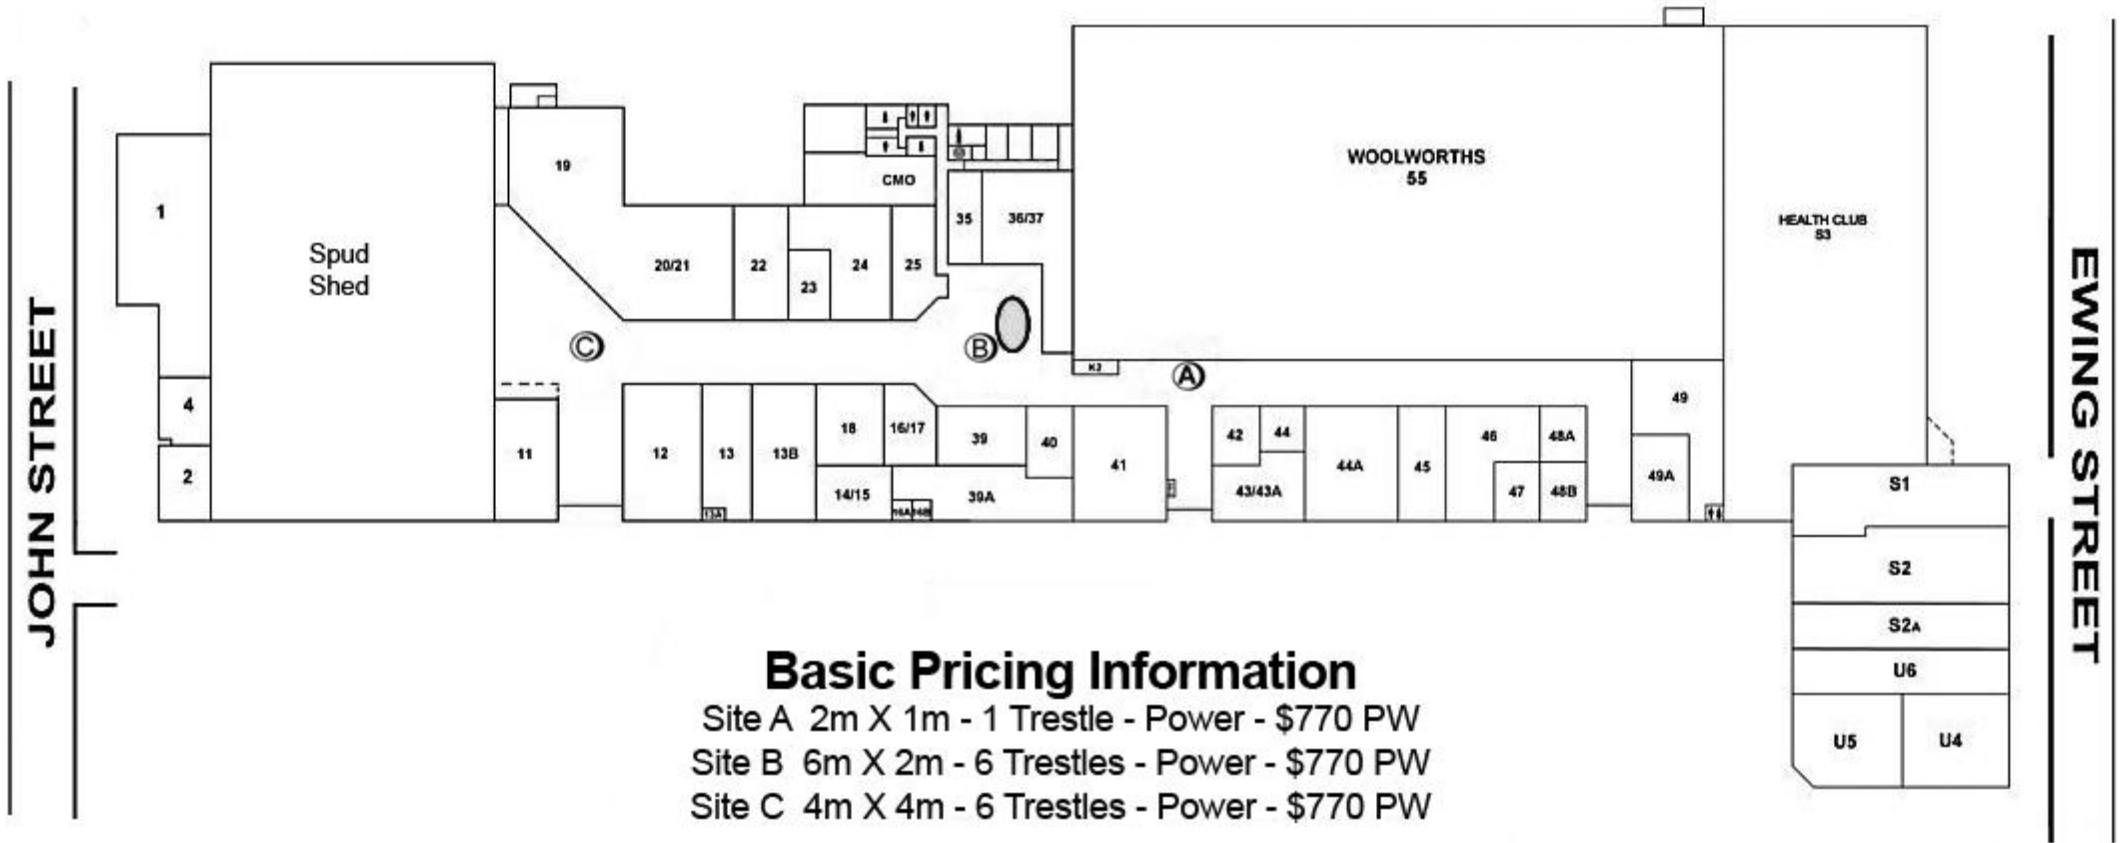 JOHN STREET
1
Spud
Shed
4
2
19
20/21
22
23
24
25
CMO
35
36/37
WOOLWORTHS
55
HEALTH CLUB
S3
EWING STREET
C
B
A
K2
11
12
13
13A
13B
18
16/17
14/15
16A
16B
39
39A
40
41
42
44
43/43A
44A
45
46
47
48A
48B
49
49A
S1
S2
S2A
U6
U5
U4
Basic Pricing Information
Site A 2m X 1m - 1 Trestle - Power - $770 PW
Site B 6m X 2m - 6 Trestles - Power - $770 PW
Site C 4m X 4m - 6 Trestles - Power - $770 PW